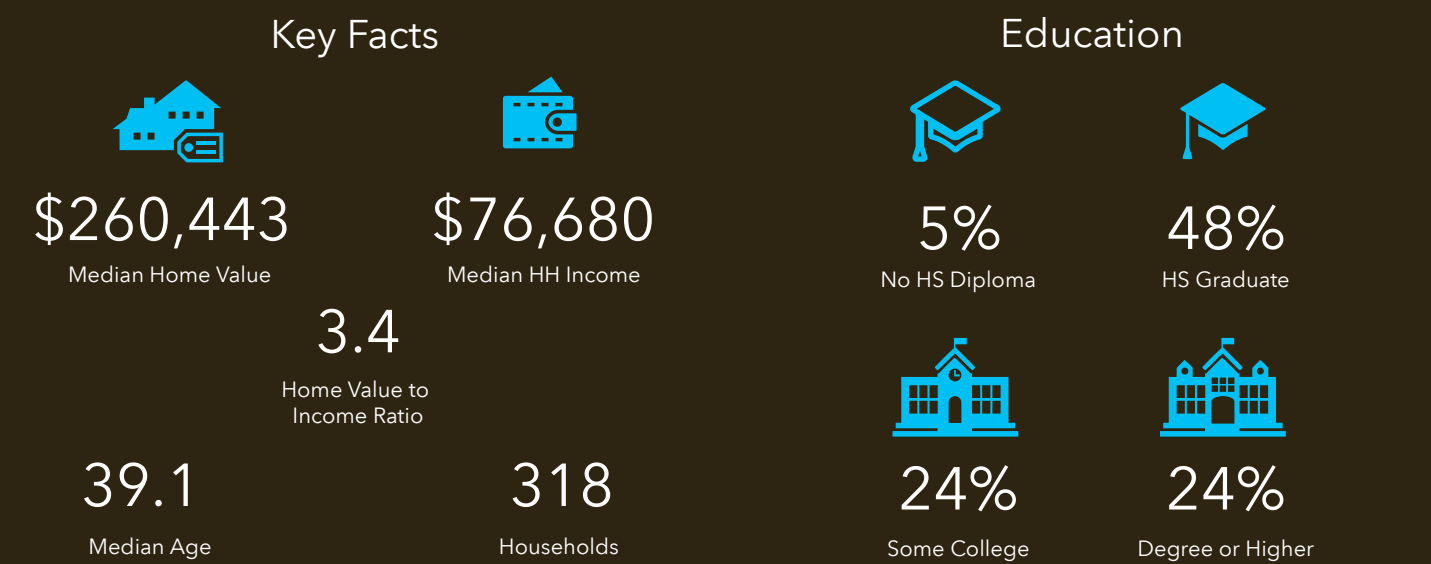 Key Facts
$260,443
Median Home Value
$76,680
Median HH Income
3.4
Home Value to
Income Ratio
39.1
Median Age
318
Households
Education
5%
No HS Diploma
48%
HS Graduate
24%
Some College
24%
Degree or Higher